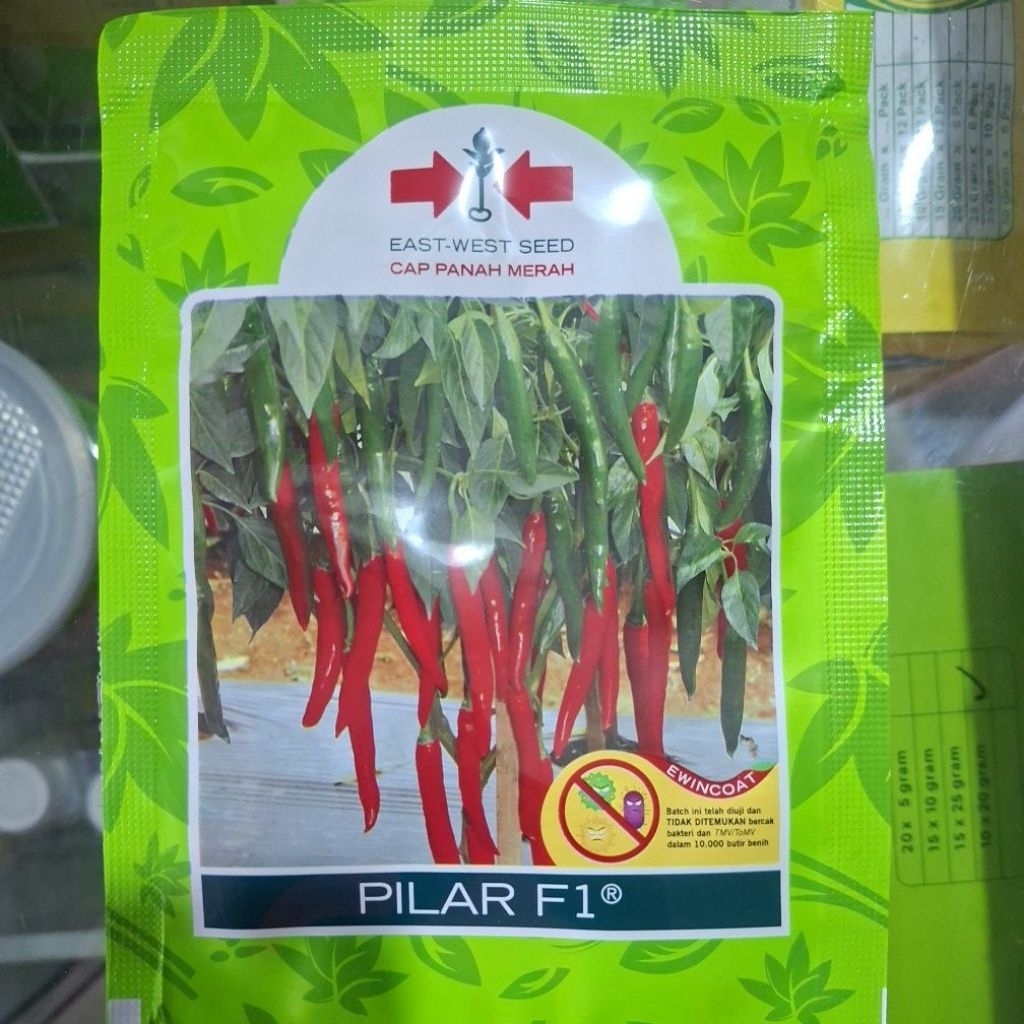 EAST-WEST SEED
CAP PANAH MERAH
EWINCOAT
Batch ini telah diuji dan
TIDAK DITEMUKAN bercak
bakteri dan TMV/ToMV
dalam 10.000 butir benih
PILAR F1®
20 x 5 gram
15 x 10 gram
15 x 25 gram
10 x 20 gram